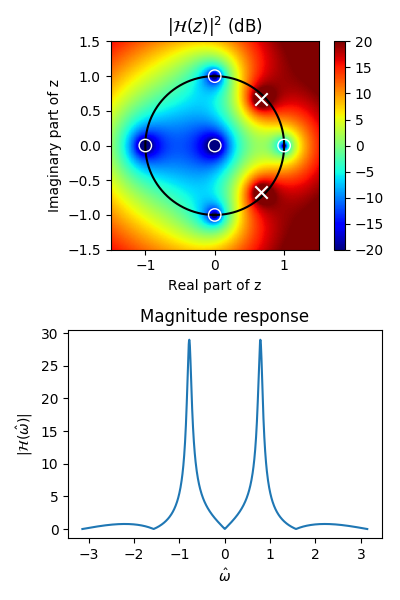 |ℋ(z)|² (dB)
Imaginary part of z
1.5
1.0
0.5
0.0
−0.5
−1.0
−1.5
−1 0 1
Real part of z
20
15
10
5
0
−5
−10
−15
−20
Magnitude response
|ℋ(ω̂)|
30
25
20
15
10
5
0
−3 −2 −1 0 1 2 3
ω̂